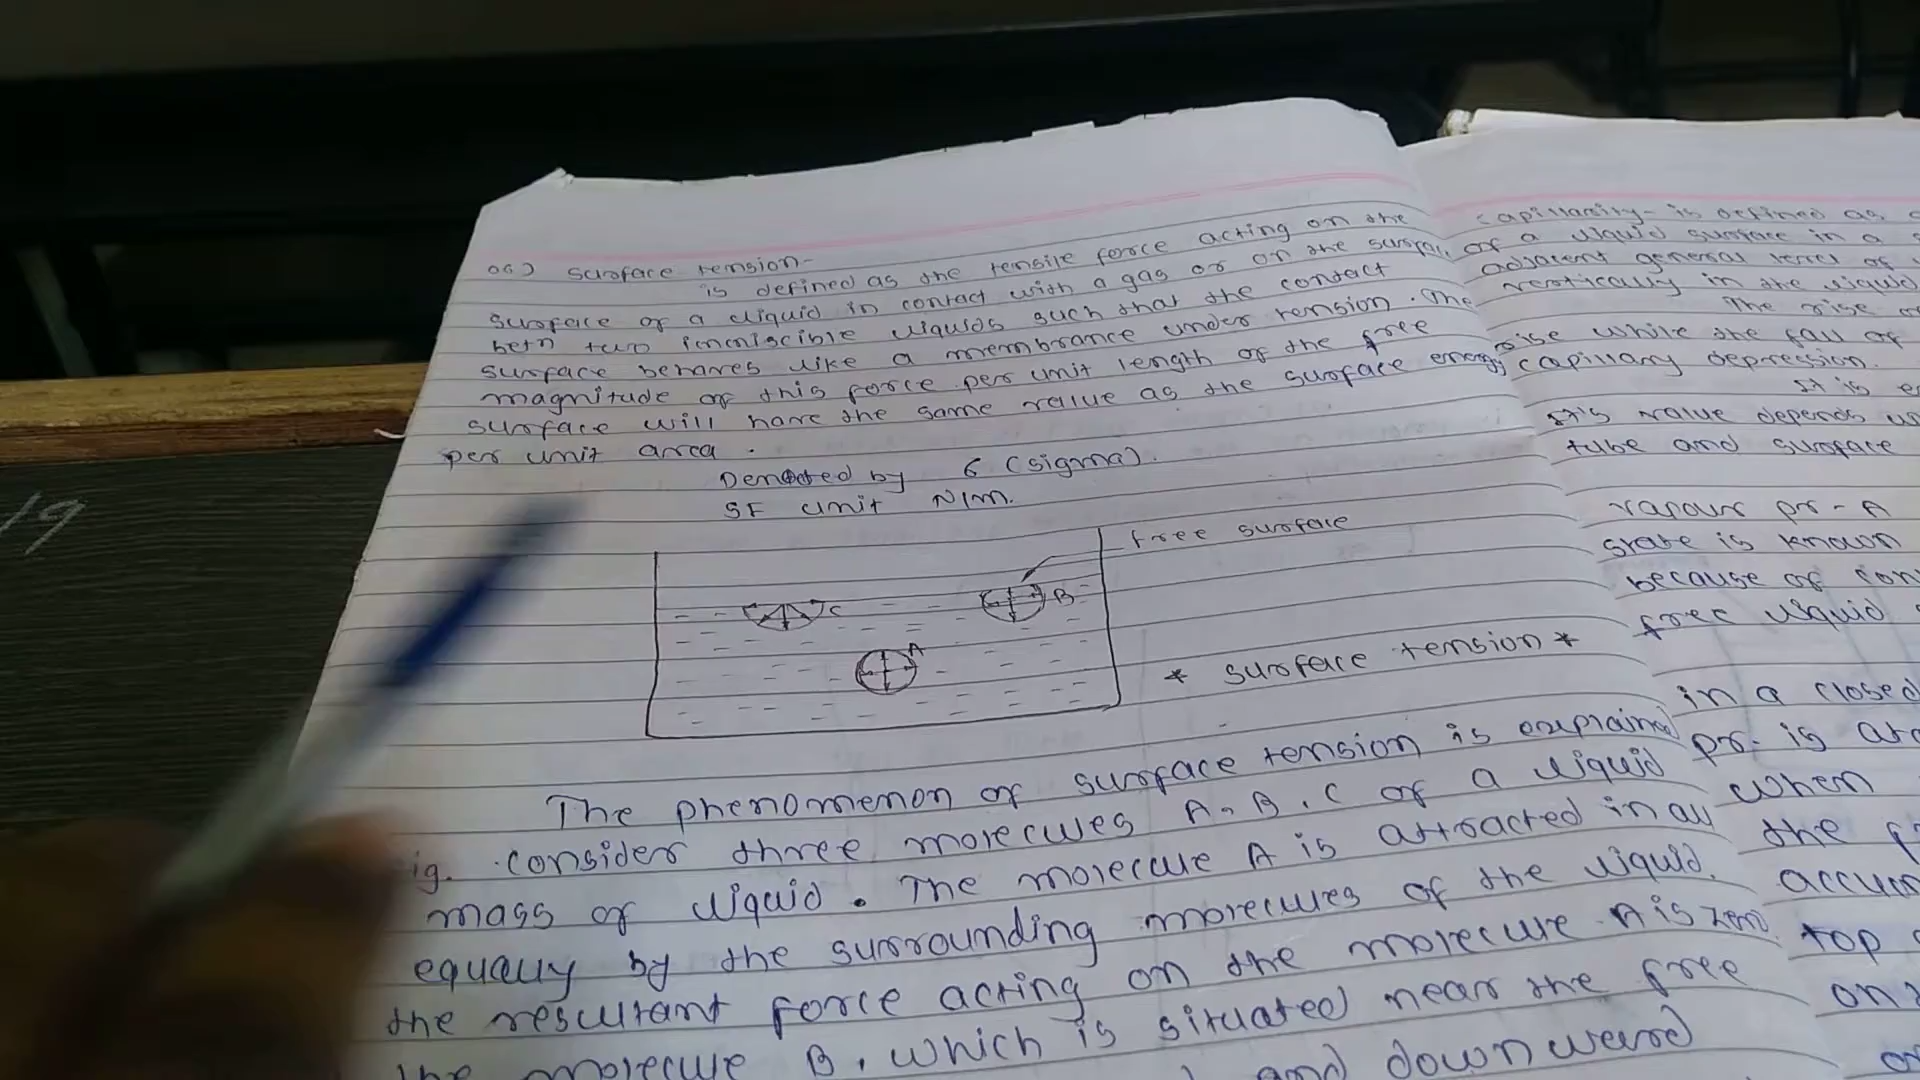 06) Surface tension-
is defined as the tensile force acting on the
surface of a liquid in contact with a gas or on the surface
betn two immiscible liquids such that the contact
surface behaves like a membrance under tension. The
magnitude of this force per unit length of the free
surface will have the same value as the surface energy
per unit area.
Denoted by 6 (sigma).
SI unit N/m.
free surface
C
B
A
* surface tension *
The phenomenon of surface tension is explained
ig. consider three molecules A, B, C of a liquid
mass of liquid. The molecule A is attracted in all
equally by the surrounding molecules of the liquid.
the resultant force acting on the molecule A is zero.
the molecule B, which is situated near the free
and downward
capillarity- is defined as
of a liquid surface in a
adjacent general level of
vertically in the liquid
The rise of
rise while the fall of
capillary depression.
It is
It's value depends
tube and surface
vapour pr- A
state is known
because of
free liquid
in a closed
pr- is
when
the
top
on
19